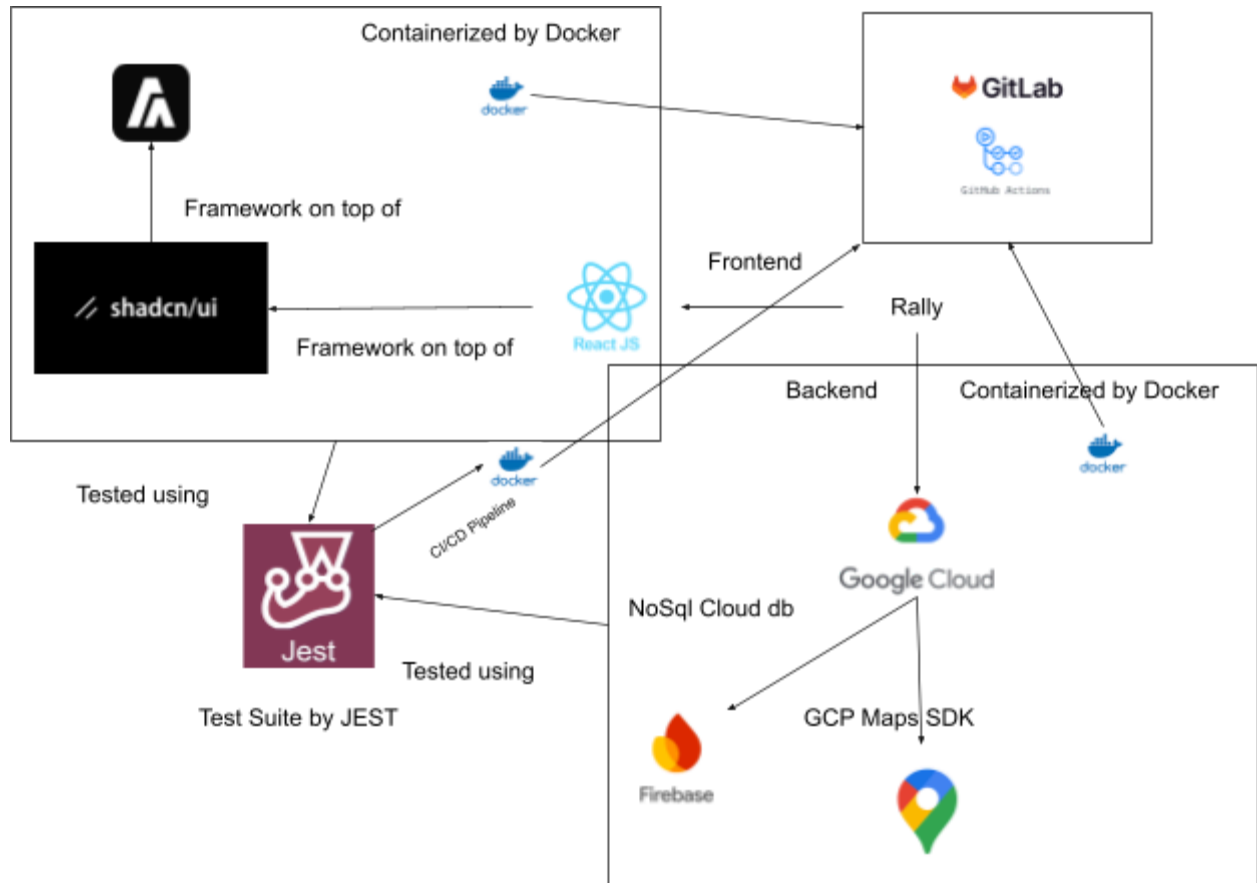 Containerized by Docker
docker
GitLab
GitHub Actions
Framework on top of
shadcn/ui
Framework on top of
React JS
Frontend
Rally
Backend
Containerized by Docker
docker
Tested using
docker
CI/CD Pipeline
Jest
Test Suite by JEST
Tested using
Google Cloud
NoSql Cloud db
GCP Maps SDK
Firebase